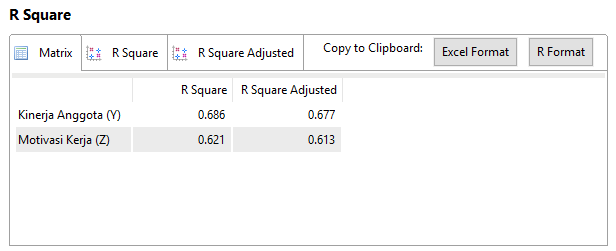 R Square
Matrix R Square R Square Adjusted Copy to Clipboard: Excel Format R Format
R Square R Square Adjusted
Kinerja Anggota (Y) 0.686 0.677
Motivasi Kerja (Z) 0.621 0.613